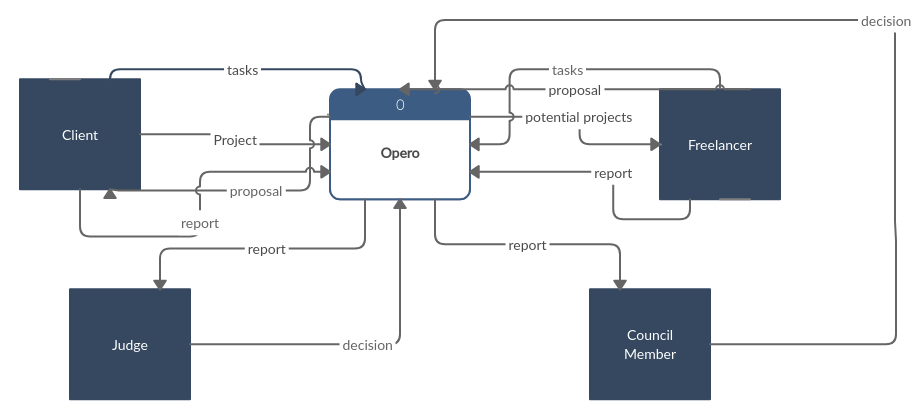 decision
tasks
tasks
proposal
0
potential projects
Client
Project
Opero
Freelancer
report
proposal
report
report
report
Judge
decision
Council
Member